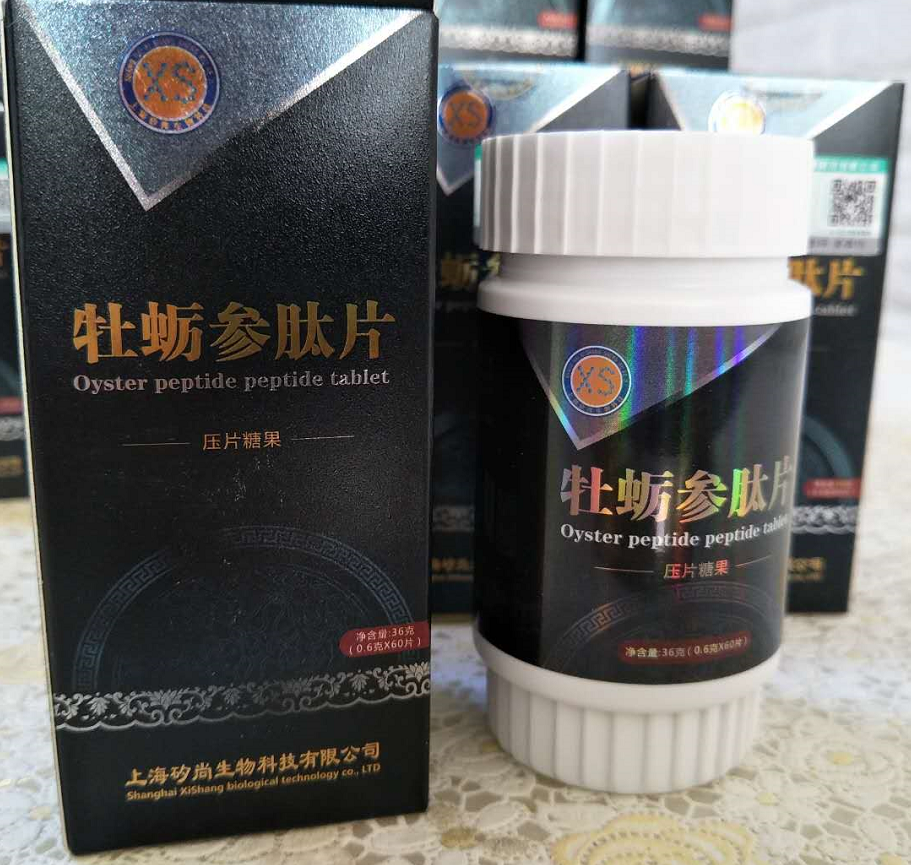 XS
牡蛎参肽片
Oyster peptide peptide tablet
压片糖果
净含量:36克
(0.6克X60片)
上海矽尚生物科技有限公司
Shanghai XiShang biological technology co., LTD
XS
XS
牡蛎参肽片
Oyster peptide peptide tablet
压片糖果
净含量:36克(0.6克X60片)
肽片